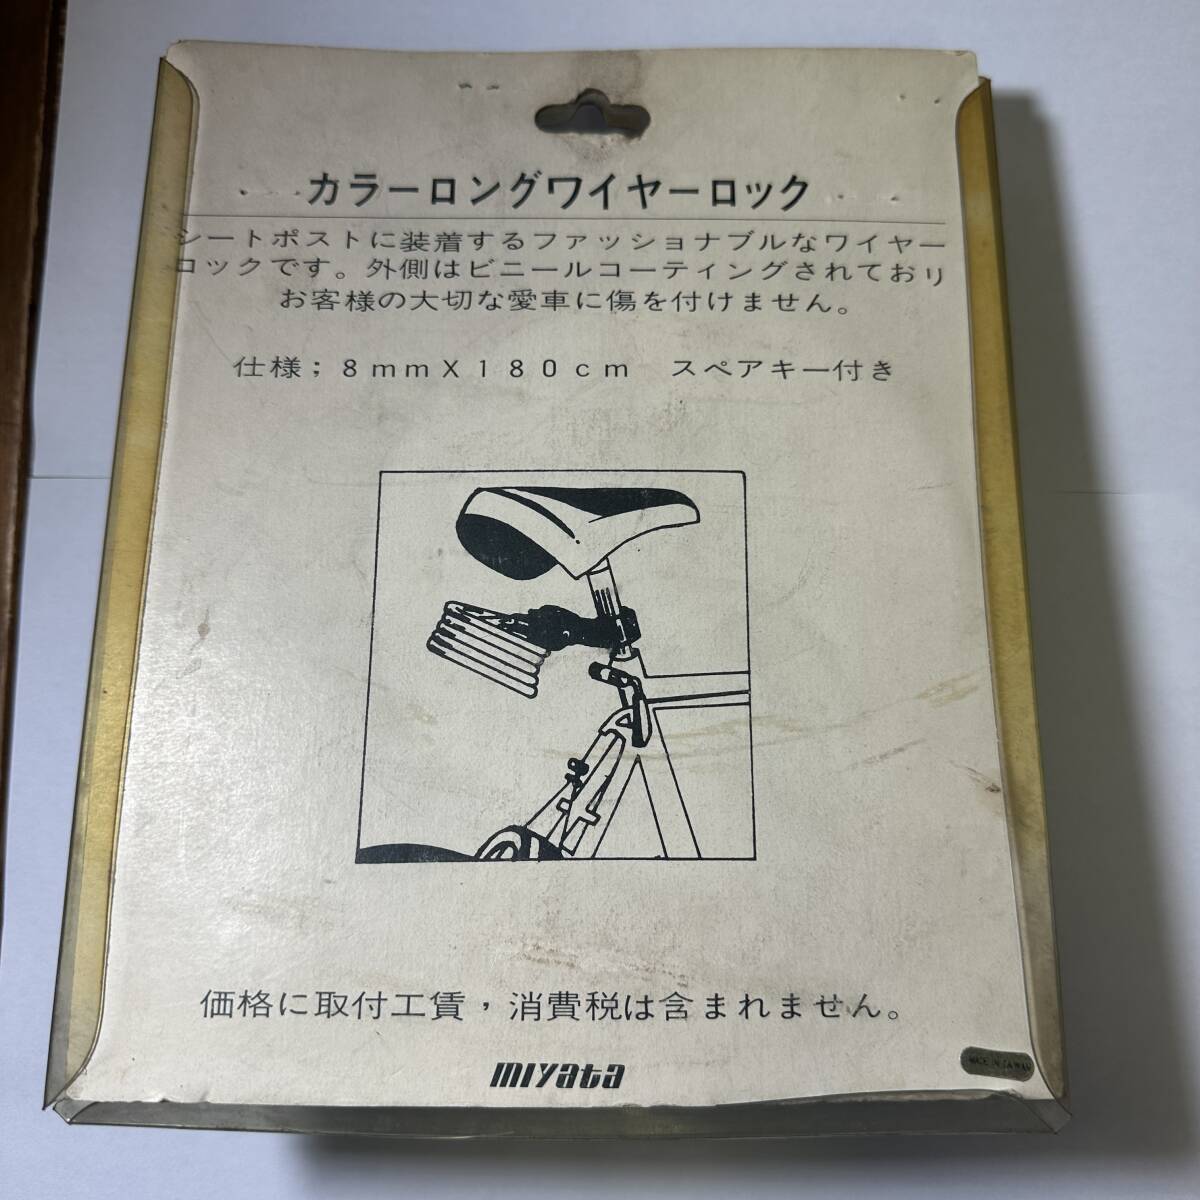 カラーロングワイヤーロック
シートポストに装着するファッショナブルなワイヤー
ロックです。外側はビニールコーティングされており
お客様の大切な愛車に傷を付けません。
仕様；8mmX180cm　スペアキー付き
価格に取付工賃，消費税は含まれません。
miyata
MADE IN TAIWAN